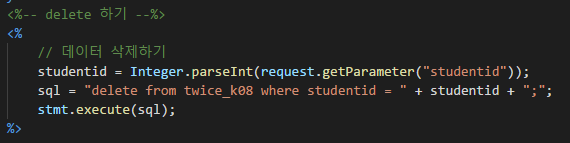 <%-- delete 하기 --%>
<%
// 데이터 삭제하기
studentid = Integer.parseInt(request.getParameter("studentid"));
sql = "delete from twice_k08 where studentid = " + studentid + ";";
stmt.execute(sql);
%>